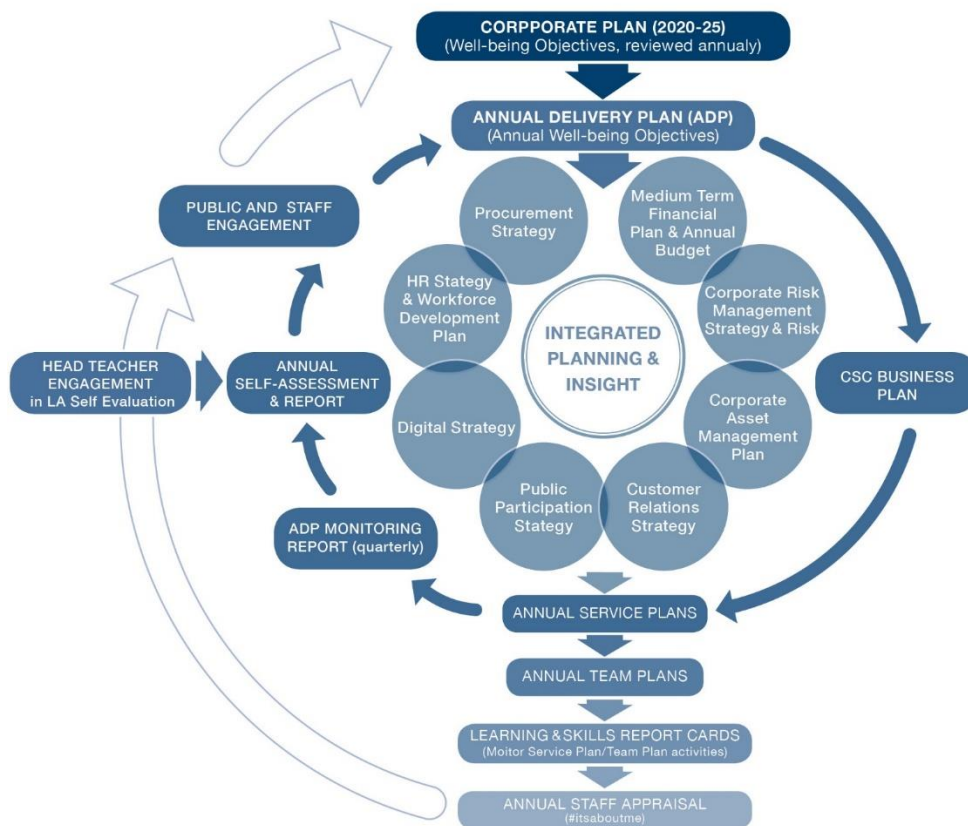 CORPPORATE PLAN (2020-25)
(Well-being Objectives, reviewed annualy)
ANNUAL DELIVERY PLAN (ADP)
(Annual Well-being Objectives)
PUBLIC AND STAFF
ENGAGEMENT
Procurement
Strategy
Medium Term
Financial
Plan & Annual
Budget
HR Stategy
& Workforce
Development
Plan
Corporate Risk
Management
Strategy & Risk
INTEGRATED
PLANNING &
INSIGHT
HEAD TEACHER
ENGAGEMENT
in LA Self Evaluation
ANNUAL
SELF-ASSESSMENT
& REPORT
CSC BUSINESS
PLAN
Digital Strategy
Corporate
Asset
Management
Plan
Public
Participation
Stategy
Customer
Relations
Strategy
ADP MONITORING
REPORT (quarterly)
ANNUAL SERVICE PLANS
ANNUAL TEAM PLANS
LEARNING & SKILLS REPORT CARDS
(Moitor Service Plan/Team Plan activities)
ANNUAL STAFF APPRAISAL
(#itsaboutme)